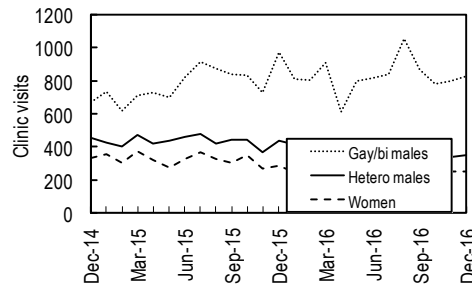 1200
1000
800
600
400
200
0
Clinic visits
Gay/bi males
Hetero males
Women
Dec-14
Mar-15
Jun-15
Sep-15
Dec-15
Mar-16
Jun-16
Sep-16
Dec-16